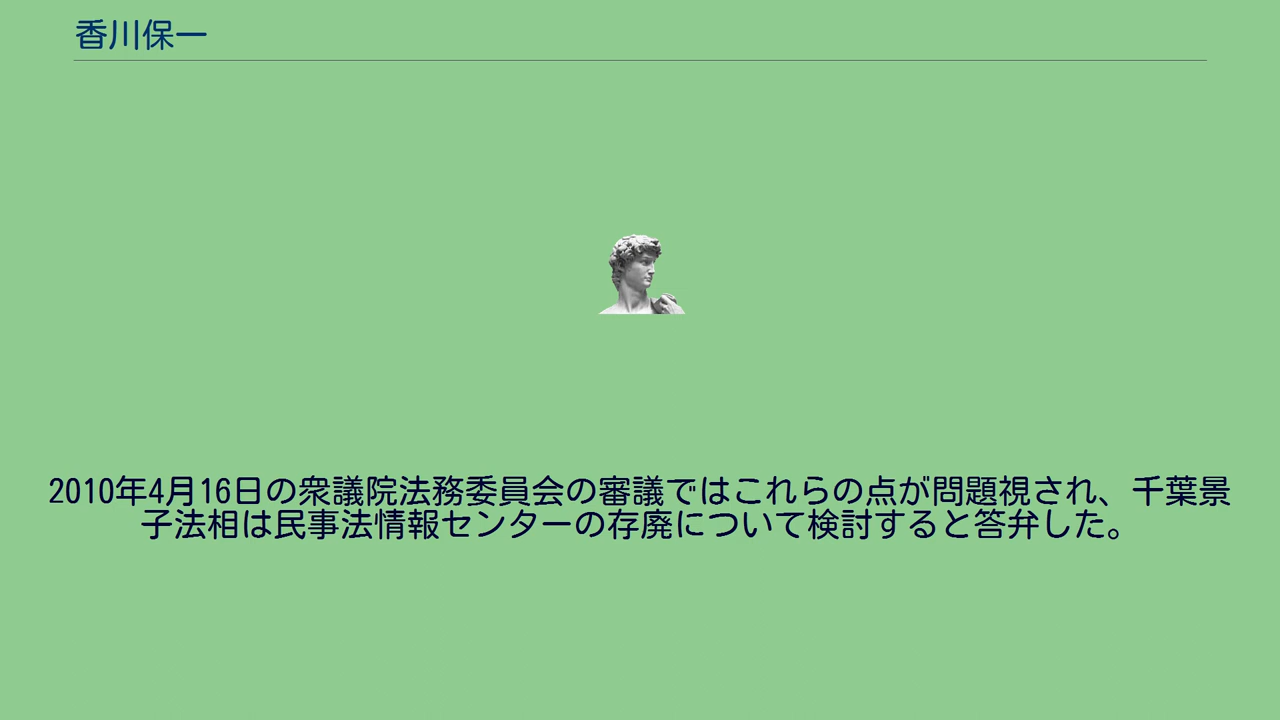 香川保一
2010年4月16日の衆議院法務委員会の審議ではこれらの点が問題視され、千葉景
子法相は民事法情報センターの存廃について検討すると答弁した。